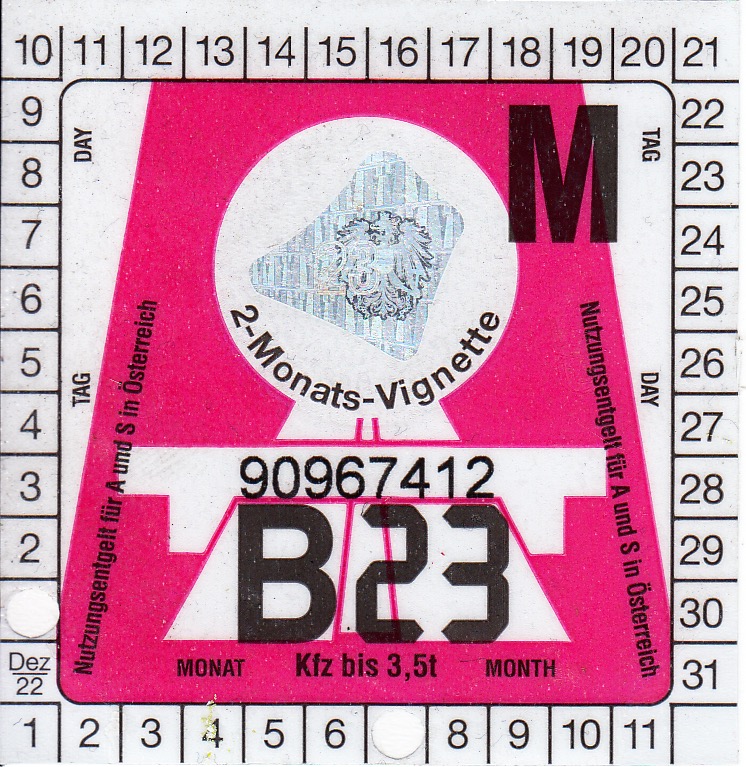 10 11 12 13 14 15 16 17 18 19 20 21
9 22
DAY M TAG
8 23
7 24
6 25
5 26
4 27
3 28
2 29
30
Dez
22
31
2-Monats-Vignette
TAG DAY
Nutzungsentgelt für A und S in Österreich
Nutzungsentgelt für A und S in Österreich
90967412
B23
MONAT Kfz bis 3,5t MONTH
1 2 3 4 5 6 8 9 10 11